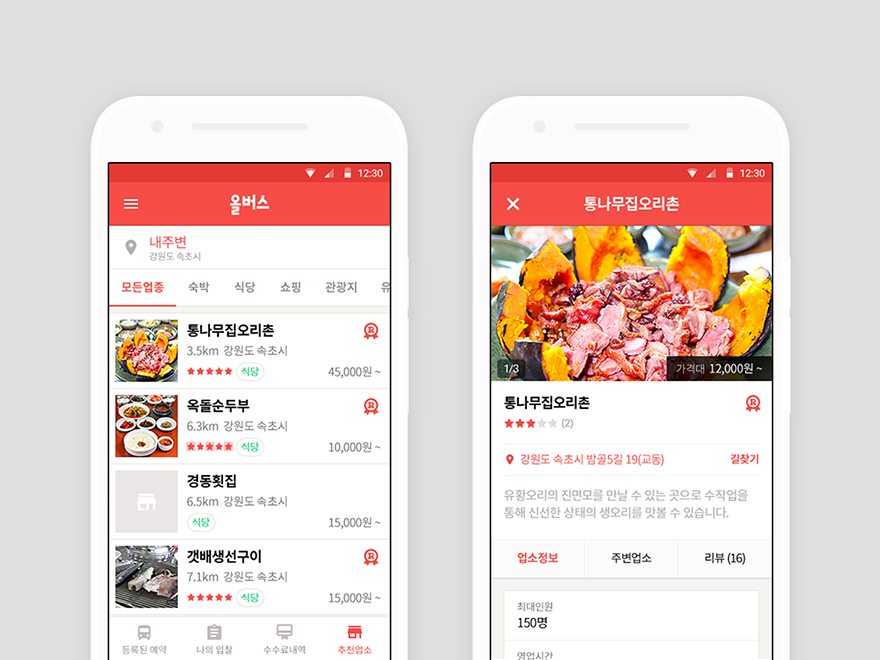 12:30
올버스
내주변
강원도 속초시
모든업종 숙박 식당 쇼핑 관광지 유
통나무집오리촌
3.5km 강원도 속초시
식당 45,000원 ~
옥돌순두부
6.3km 강원도 속초시
식당 10,000원 ~
경동횟집
6.5km 강원도 속초시
식당 15,000원 ~
갯배생선구이
7.1km 강원도 속초시
식당 15,000원 ~
등록된 예약 나의 입찰 수수료내역 추천업소
12:30
통나무집오리촌
1/3 가격대 12,000원 ~
통나무집오리촌
(2)
강원도 속초시 밤골5길 19(교동) 길찾기
유황오리의 진면모를 만날 수 있는 곳으로 수작업을
통해 신선한 상태의 생오리를 맛볼 수 있습니다.
업소정보 주변업소 리뷰 (16)
최대인원
150명
영업시간